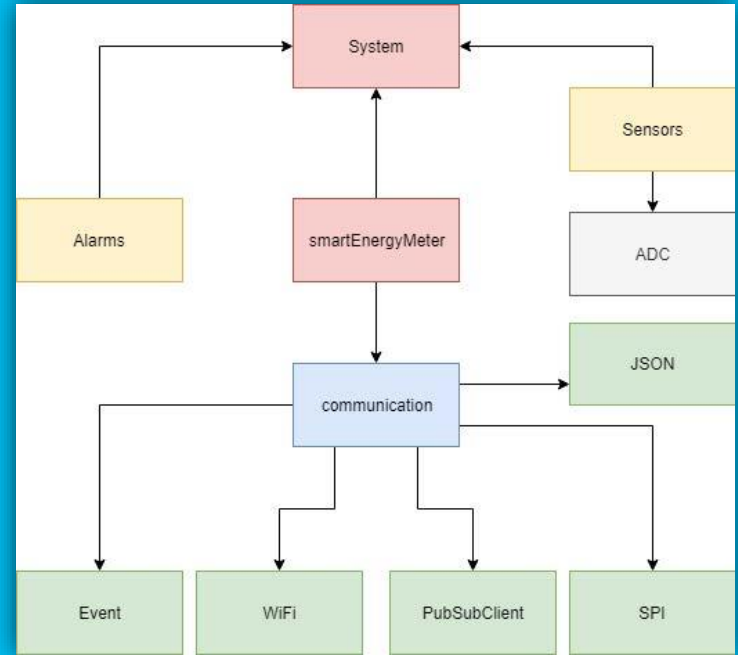 System
Sensors
Alarms
smartEnergyMeter
ADC
JSON
communication
Event
WiFi
PubSubClient
SPI